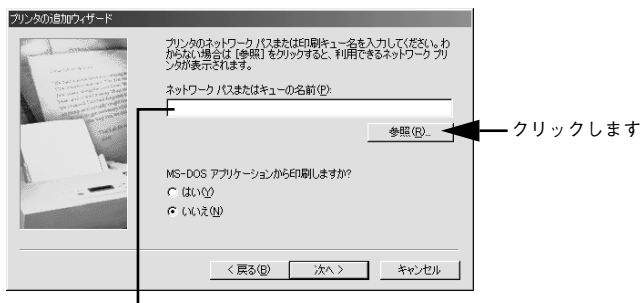 プリンタの追加ウィザード
プリンタのネットワーク パスまたは印刷キュー名を入力してください。わ
からない場合は [参照] をクリックすると、利用できるネットワーク プリ
ンタが表示されます。
ネットワーク パスまたはキューの名前(P):
参照(R)...
クリックします
MS-DOS アプリケーションから印刷しますか?
はい(Y)
いいえ(N)
< 戻る(B)
次へ >
キャンセル